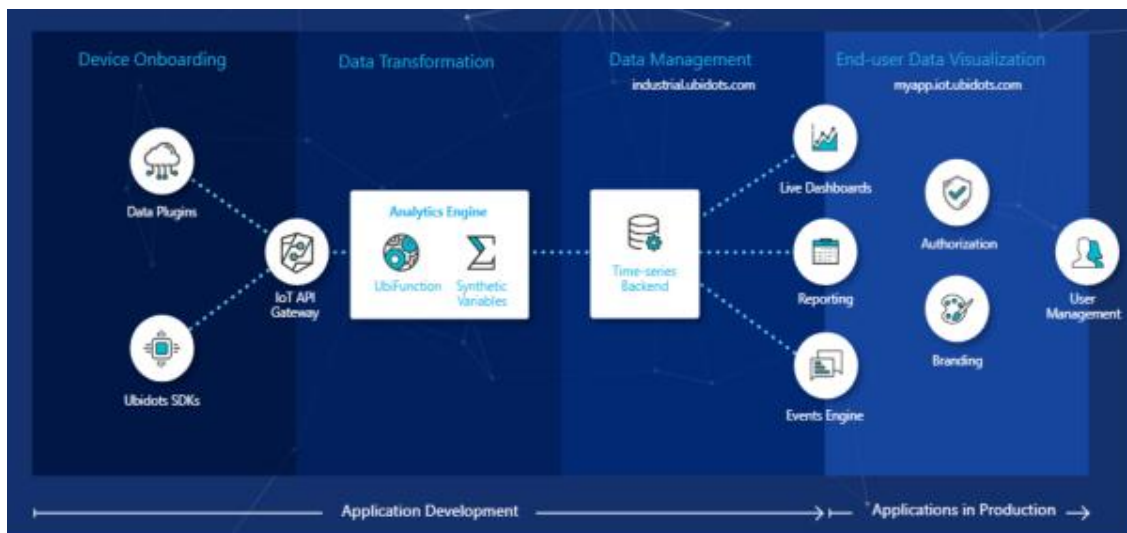 Device Onboarding
Data Transformation
Data Management
industrial.ubidots.com
End-user Data Visualization
myapp.iot.ubidots.com
Data Plugins
IoT API
Gateway
Ubidots SDKs
Analytics Engine
UbiFunction
Synthetic
Variables
Time-series
Backend
Live Dashboards
Reporting
Events Engine
Authorization
Branding
User
Management
Application Development
Applications in Production